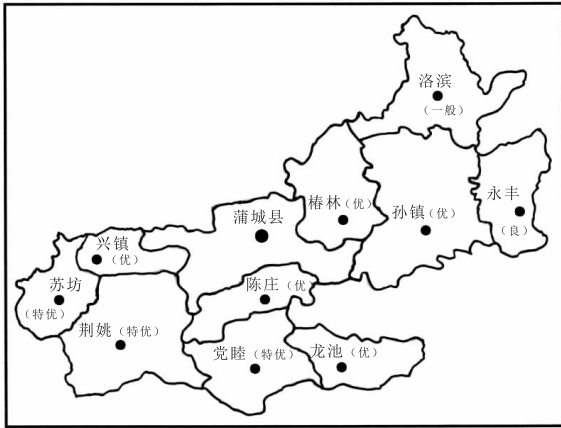 洛滨
(一般)
永丰
(良)
椿林(优)
孙镇(优)
蒲城县
兴镇
(优)
苏坊
(特优)
陈庄(优)
荆姚(特优)
党睦(特优)
龙池(优)